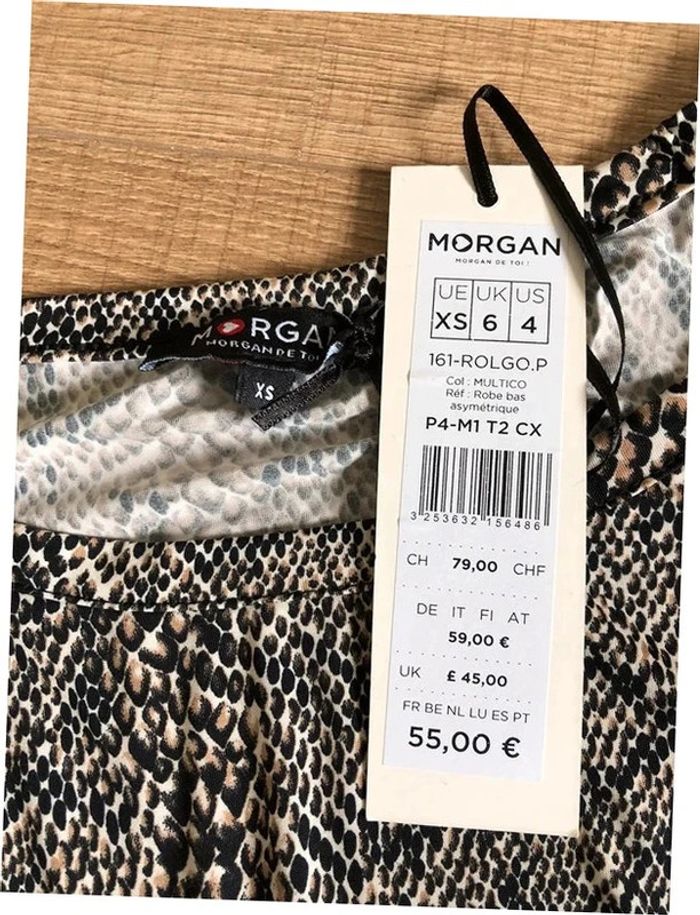 MORGAN
MORGAN DE TOI !
UE UK US
XS 6 4
161-ROLGO.P
Col : MULTICO
Réf : Robe bas
asymétrique
P4-M1 T2 CX
3 253632 156486
CH 79,00 CHF
DE IT FI AT
59,00 €
UK £ 45,00
FR BE NL LU ES PT
55,00 €
MORGA
MORGAN DE TOI
XS